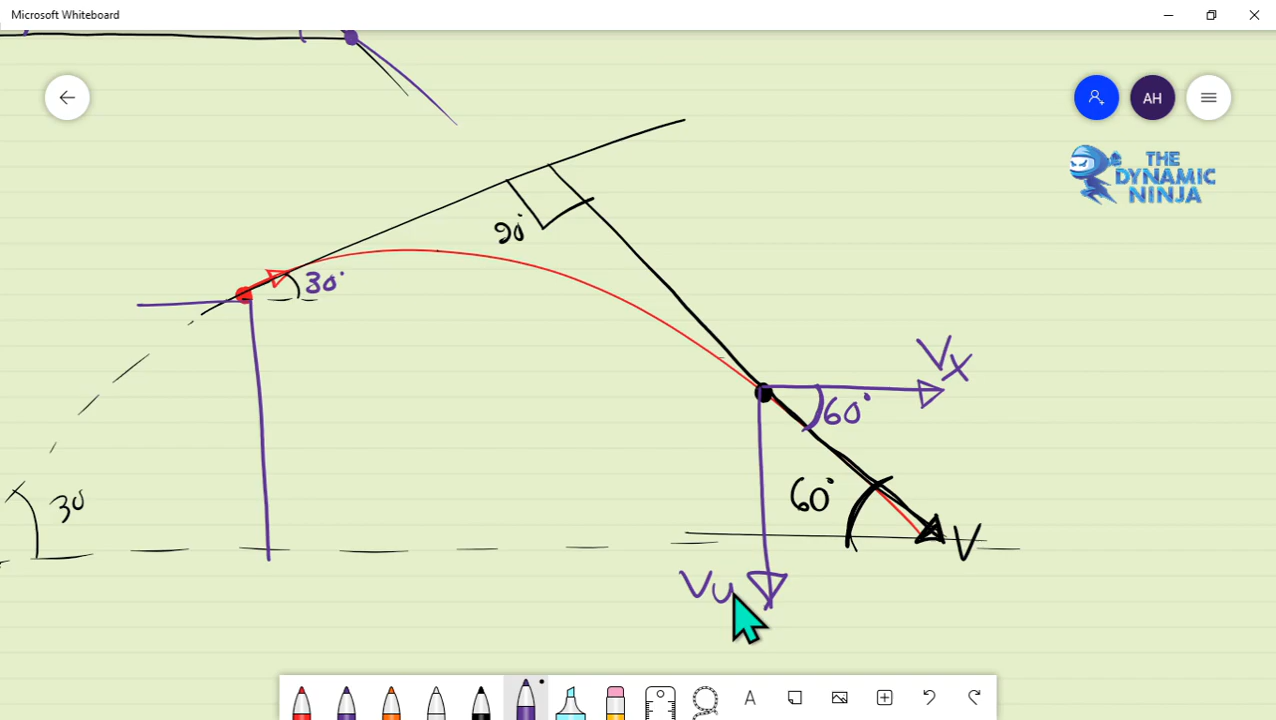 Microsoft Whiteboard
AH
THE
DYNAMIC
NINJA
90°
30°
Vx
60°
30
60°
V
Vy
A